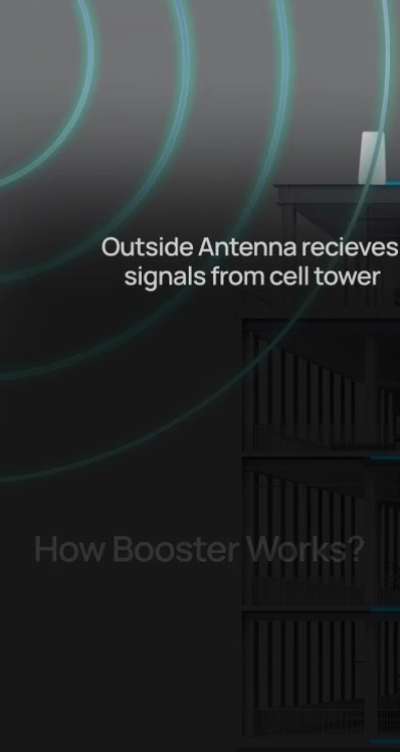 Outside Antenna recieves
signals from cell tower
How Booster Works?